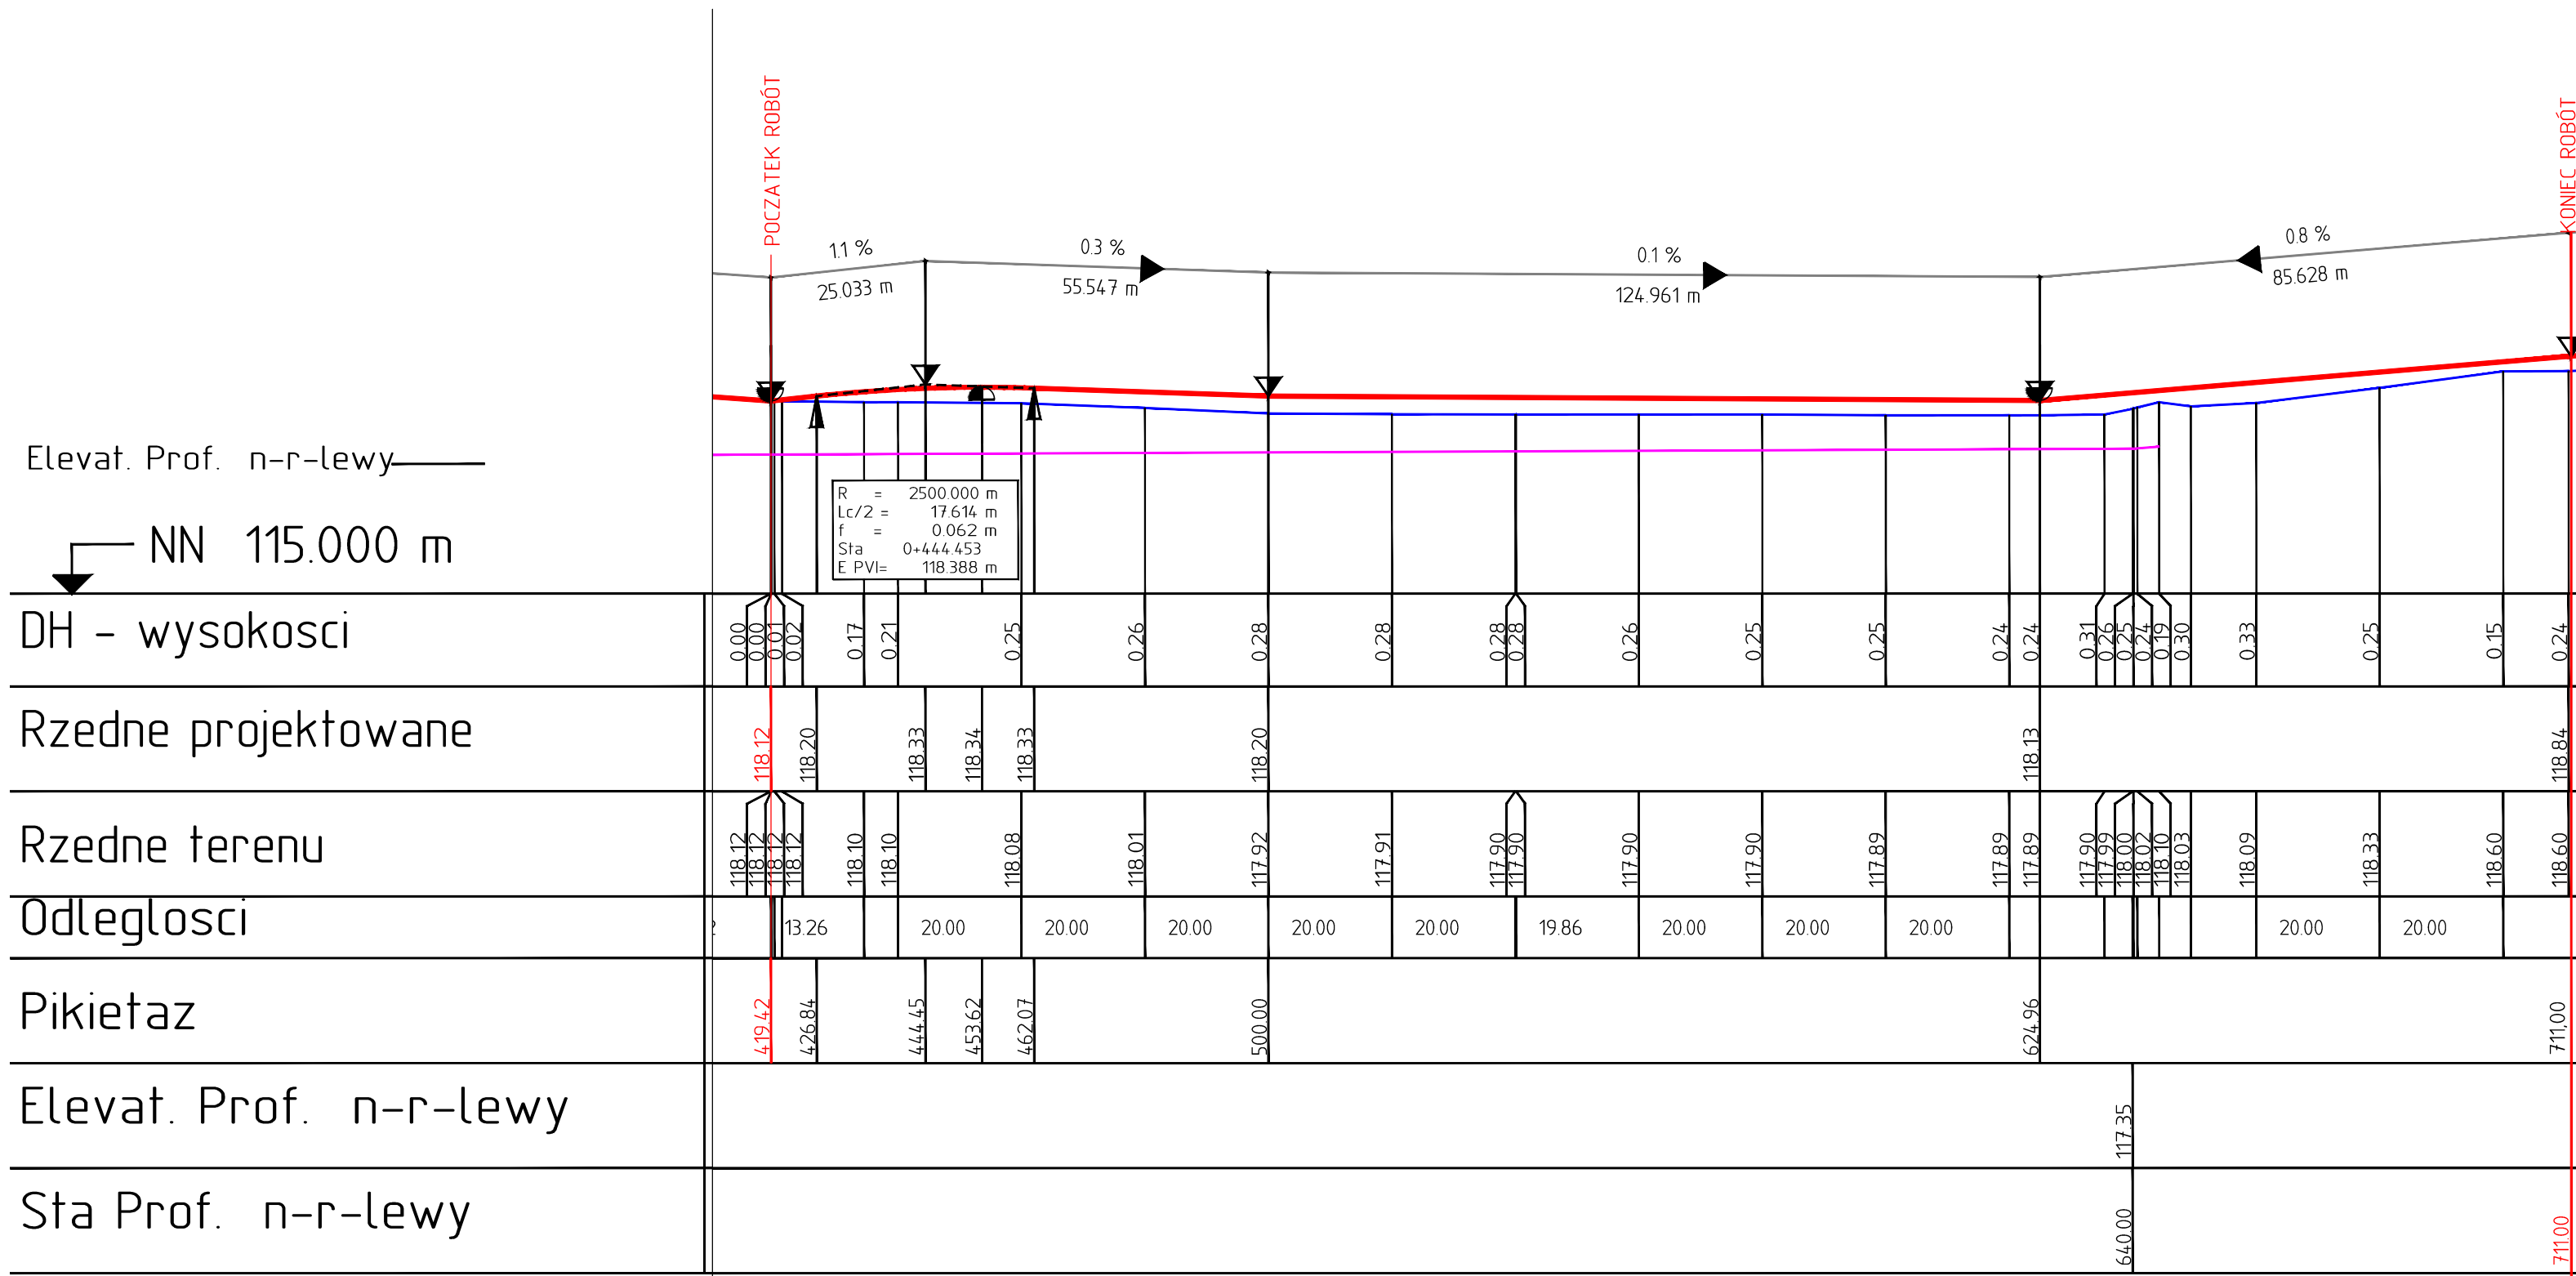 POCZATEK ROBÓT
KONIEC ROBÓT
1.1 %
25.033 m
0.3 %
55.547 m
0.1 %
124.961 m
0.8 %
85.628 m
Elevat. Prof. n-r-lewy
NN 115.000 m
R = 2500.000 m
Lc/2 = 17.614 m
f = 0.062 m
Sta 0+444.453
E PVI= 118.388 m
DH - wysokosci
0.00 0.00 0.01 0.02 0.17 0.21 0.25 0.26 0.28 0.28 0.28 0.28 0.26 0.25 0.25 0.24 0.24 0.31 0.26 0.25 0.24 0.19 0.30 0.33 0.25 0.15 0.24
Rzedne projektowane
118.12 118.20 118.33 118.34 118.33 118.20 118.13 118.84
Rzedne terenu
118.12 118.12 118.12 118.12 118.10 118.10 118.08 118.01 117.92 117.91 117.90 117.90 117.90 117.90 117.89 117.89 117.89 117.90 117.99 118.00 118.02 118.10 118.03 118.09 118.33 118.60 118.60
Odleglosci
13.26 20.00 20.00 20.00 20.00 20.00 19.86 20.00 20.00 20.00 20.00 20.00
Pikietaz
419.42 426.84 444.45 453.62 462.07 500.00 624.96 711,00
Elevat. Prof. n-r-lewy
117.35
Sta Prof. n-r-lewy
640.00 711.00